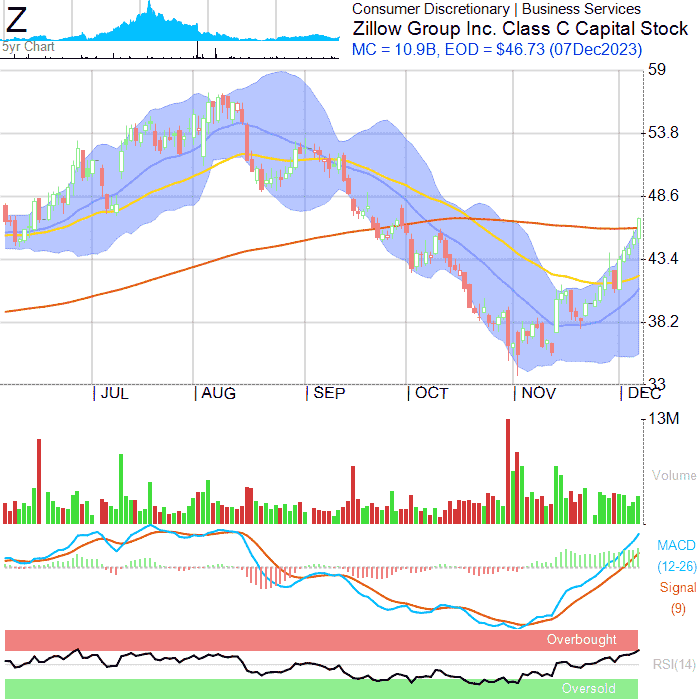 Z
Consumer Discretionary | Business Services
Zillow Group Inc. Class C Capital Stock
MC = 10.9B, EOD = $46.73 (07Dec2023)
5yr Chart
59
53.8
48.6
43.4
38.2
33
JUL AUG SEP OCT NOV DEC
13M
Volume
MACD
(12-26)
Signal
(9)
Overbought
RSI(14)
Oversold